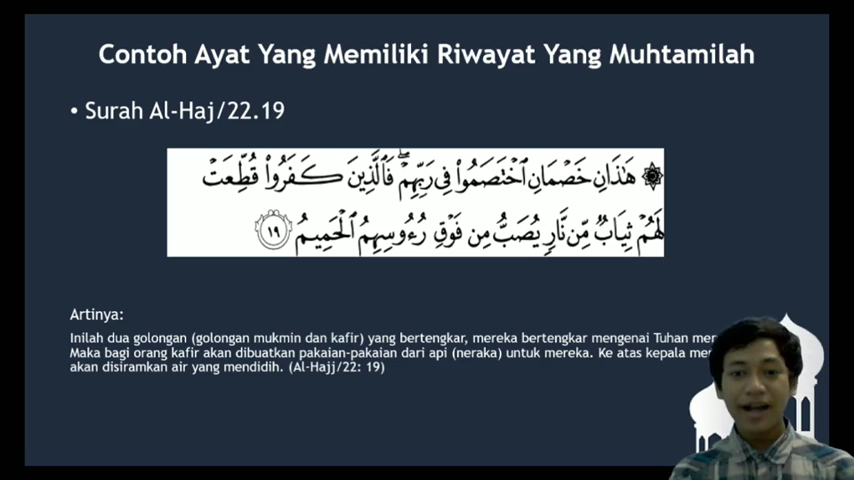 Contoh Ayat Yang Memiliki Riwayat Yang Muhtamilah
• Surah Al-Haj/22.19
۞ هَٰذَانِ خَصْمَانِ ٱخْتَصَمُوا۟ فِى رَبِّهِمْ ۖ فَٱلَّذِينَ كَفَرُوا۟ قُطِّعَتْ
لَهُمْ ثِيَابٌ مِّن نَّارٍ يُصَبُّ مِن فَوْقِ رُءُوسِهِمُ ٱلْحَمِيمُ ١٩
Artinya:
Inilah dua golongan (golongan mukmin dan kafir) yang bertengkar, mereka bertengkar mengenai Tuhan
Maka bagi orang kafir akan dibuatkan pakaian-pakaian dari api (neraka) untuk mereka. Ke atas kepala
akan disiramkan air yang mendidih. (Al-Hajj/22: 19)